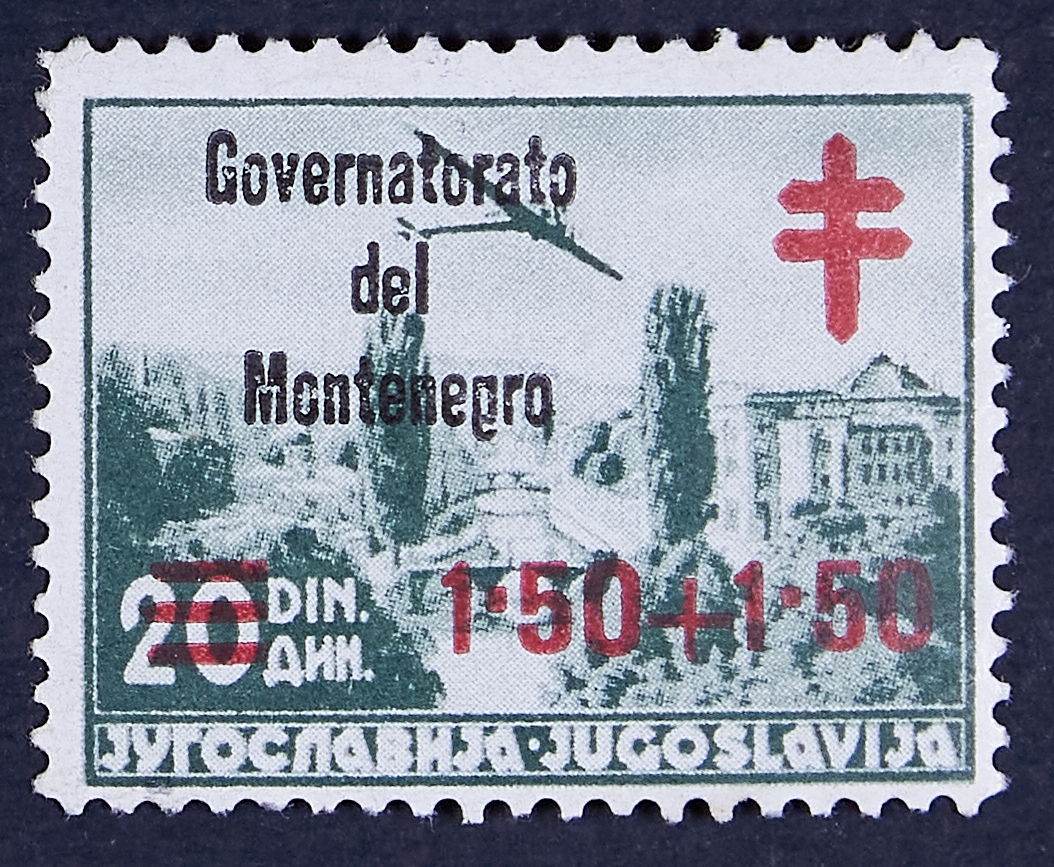 Governatorato
del
Montenegro
20 DIN.
ДИН.
1·50+1·50
ЈУГОСЛАВИЈА·JUGOSLAVIJA